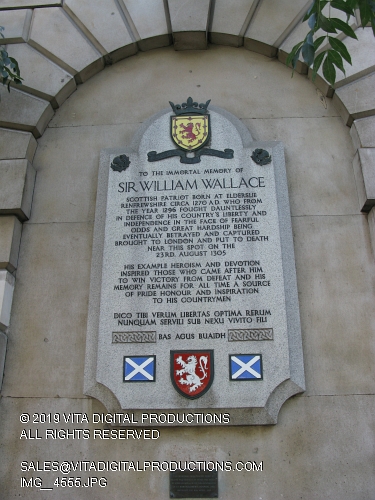 TO THE IMMORTAL MEMORY OF
SIR WILLIAM WALLACE
SCOTTISH PATRIOT BORN AT ELDERSLIE
RENFREWSHIRE CIRCA 1270 A.D. WHO FROM
THE YEAR 1296 FOUGHT DAUNTLESSLY
IN DEFENCE OF HIS COUNTRY'S LIBERTY AND
INDEPENDENCE IN THE FACE OF FEARFUL
ODDS AND GREAT HARDSHIP BEING
EVENTUALLY BETRAYED AND CAPTURED
BROUGHT TO LONDON AND PUT TO DEATH
NEAR THIS SPOT ON THE
23RD. AUGUST 1305
HIS EXAMPLE HEROISM AND DEVOTION
INSPIRED THOSE WHO CAME AFTER HIM
TO WIN VICTORY FROM DEFEAT AND HIS
MEMORY REMAINS FOR ALL TIME A SOURCE
OF PRIDE HONOUR AND INSPIRATION
TO HIS COUNTRYMEN
DICO TIBI VERUM LIBERTAS OPTIMA RERUM
NUNQUAM SERVILI SUB NEXU VIVITO FILI
BAS AGUS BUAIDH
© 2019 VITA DIGITAL PRODUCTIONS
ALL RIGHTS RESERVED
SALES@VITADIGITALPRODUCTIONS.COM
IMG_4555.JPG